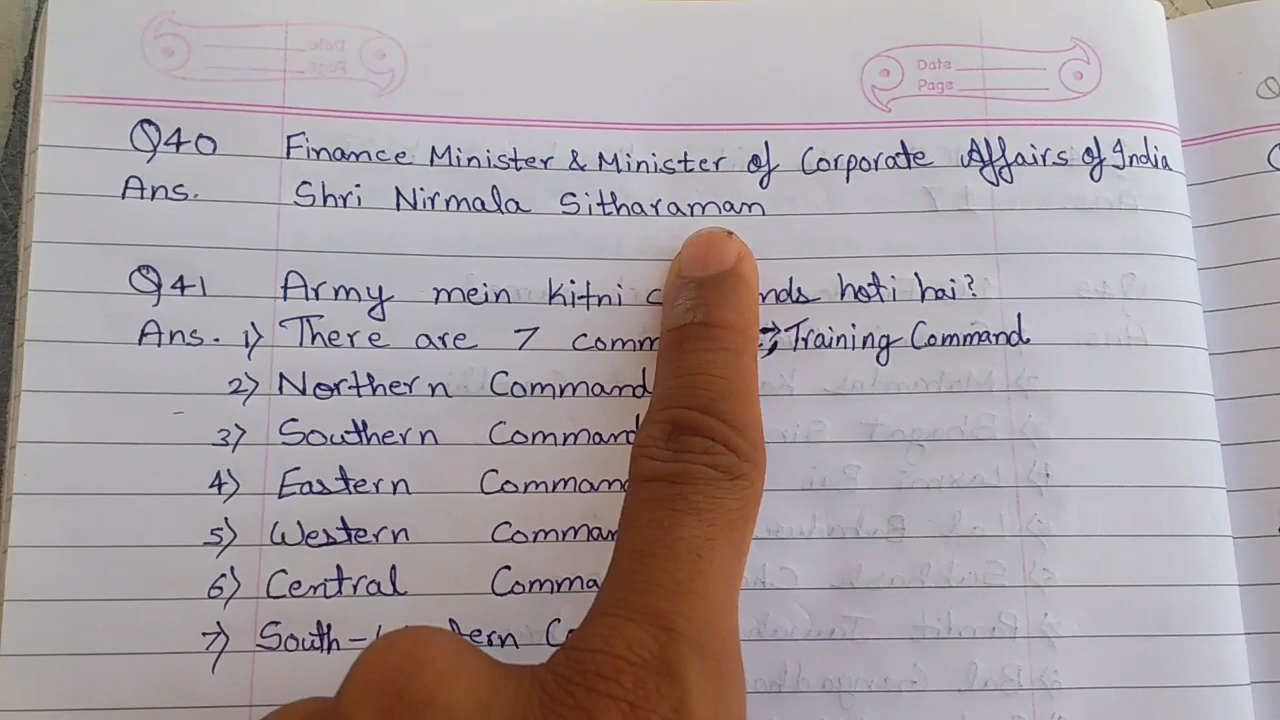 Date
Page
Q40 Finance Minister & Minister of Corporate Affairs of India
Ans. Shri Nirmala Sitharaman
Q41 Army mein kitni nds hoti hai?
Ans. 1) There are 7 comm => Training Command
2) Northern Command
3) Southern Command
4) Eastern Command
5) Western Comman
6) Central Comma
7) South-